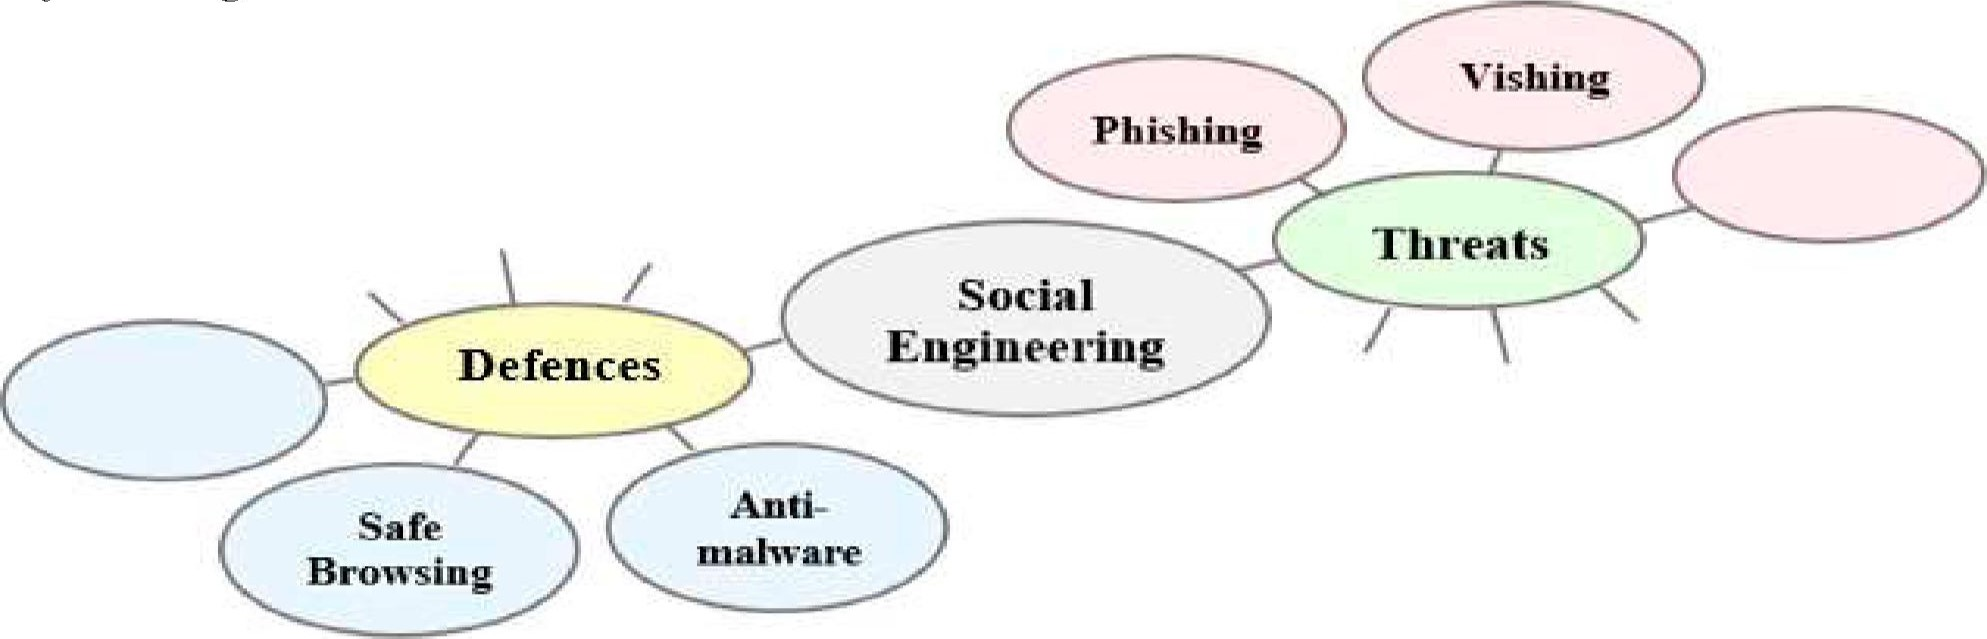 Vishing
Phishing
Threats
Social
Engineering
Defences
Anti-
malware
Safe
Browsing